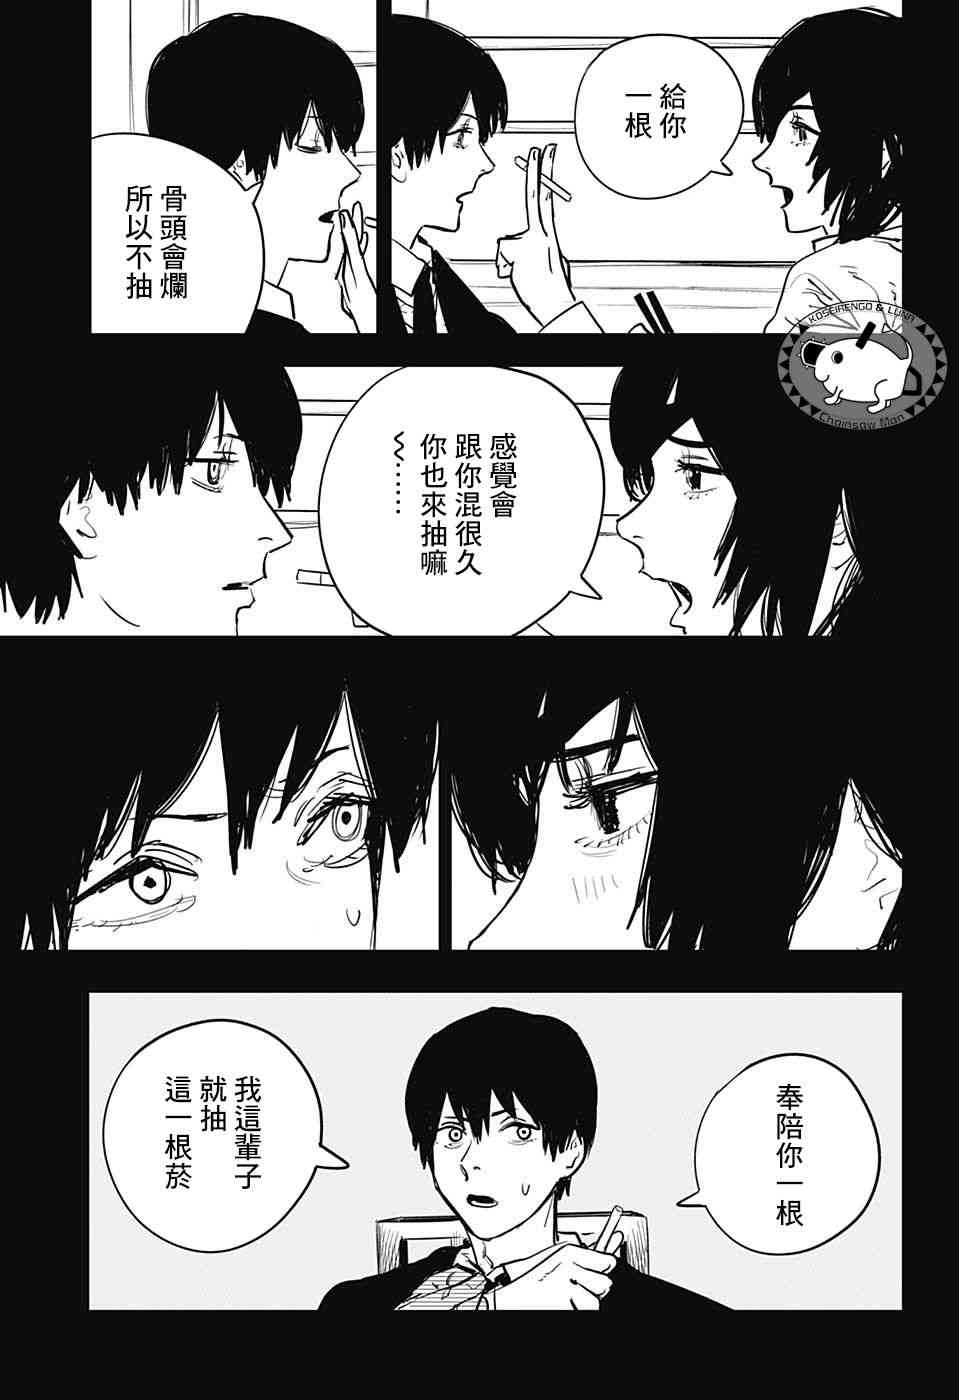 給你
一根
骨頭會爛
所以不抽
KOSEIRENGO & LUNA
Chainsaw Man
感覺會
跟你混很久
你也來抽嘛
～……
奉陪你一根
我這輩子
就抽
這一根菸